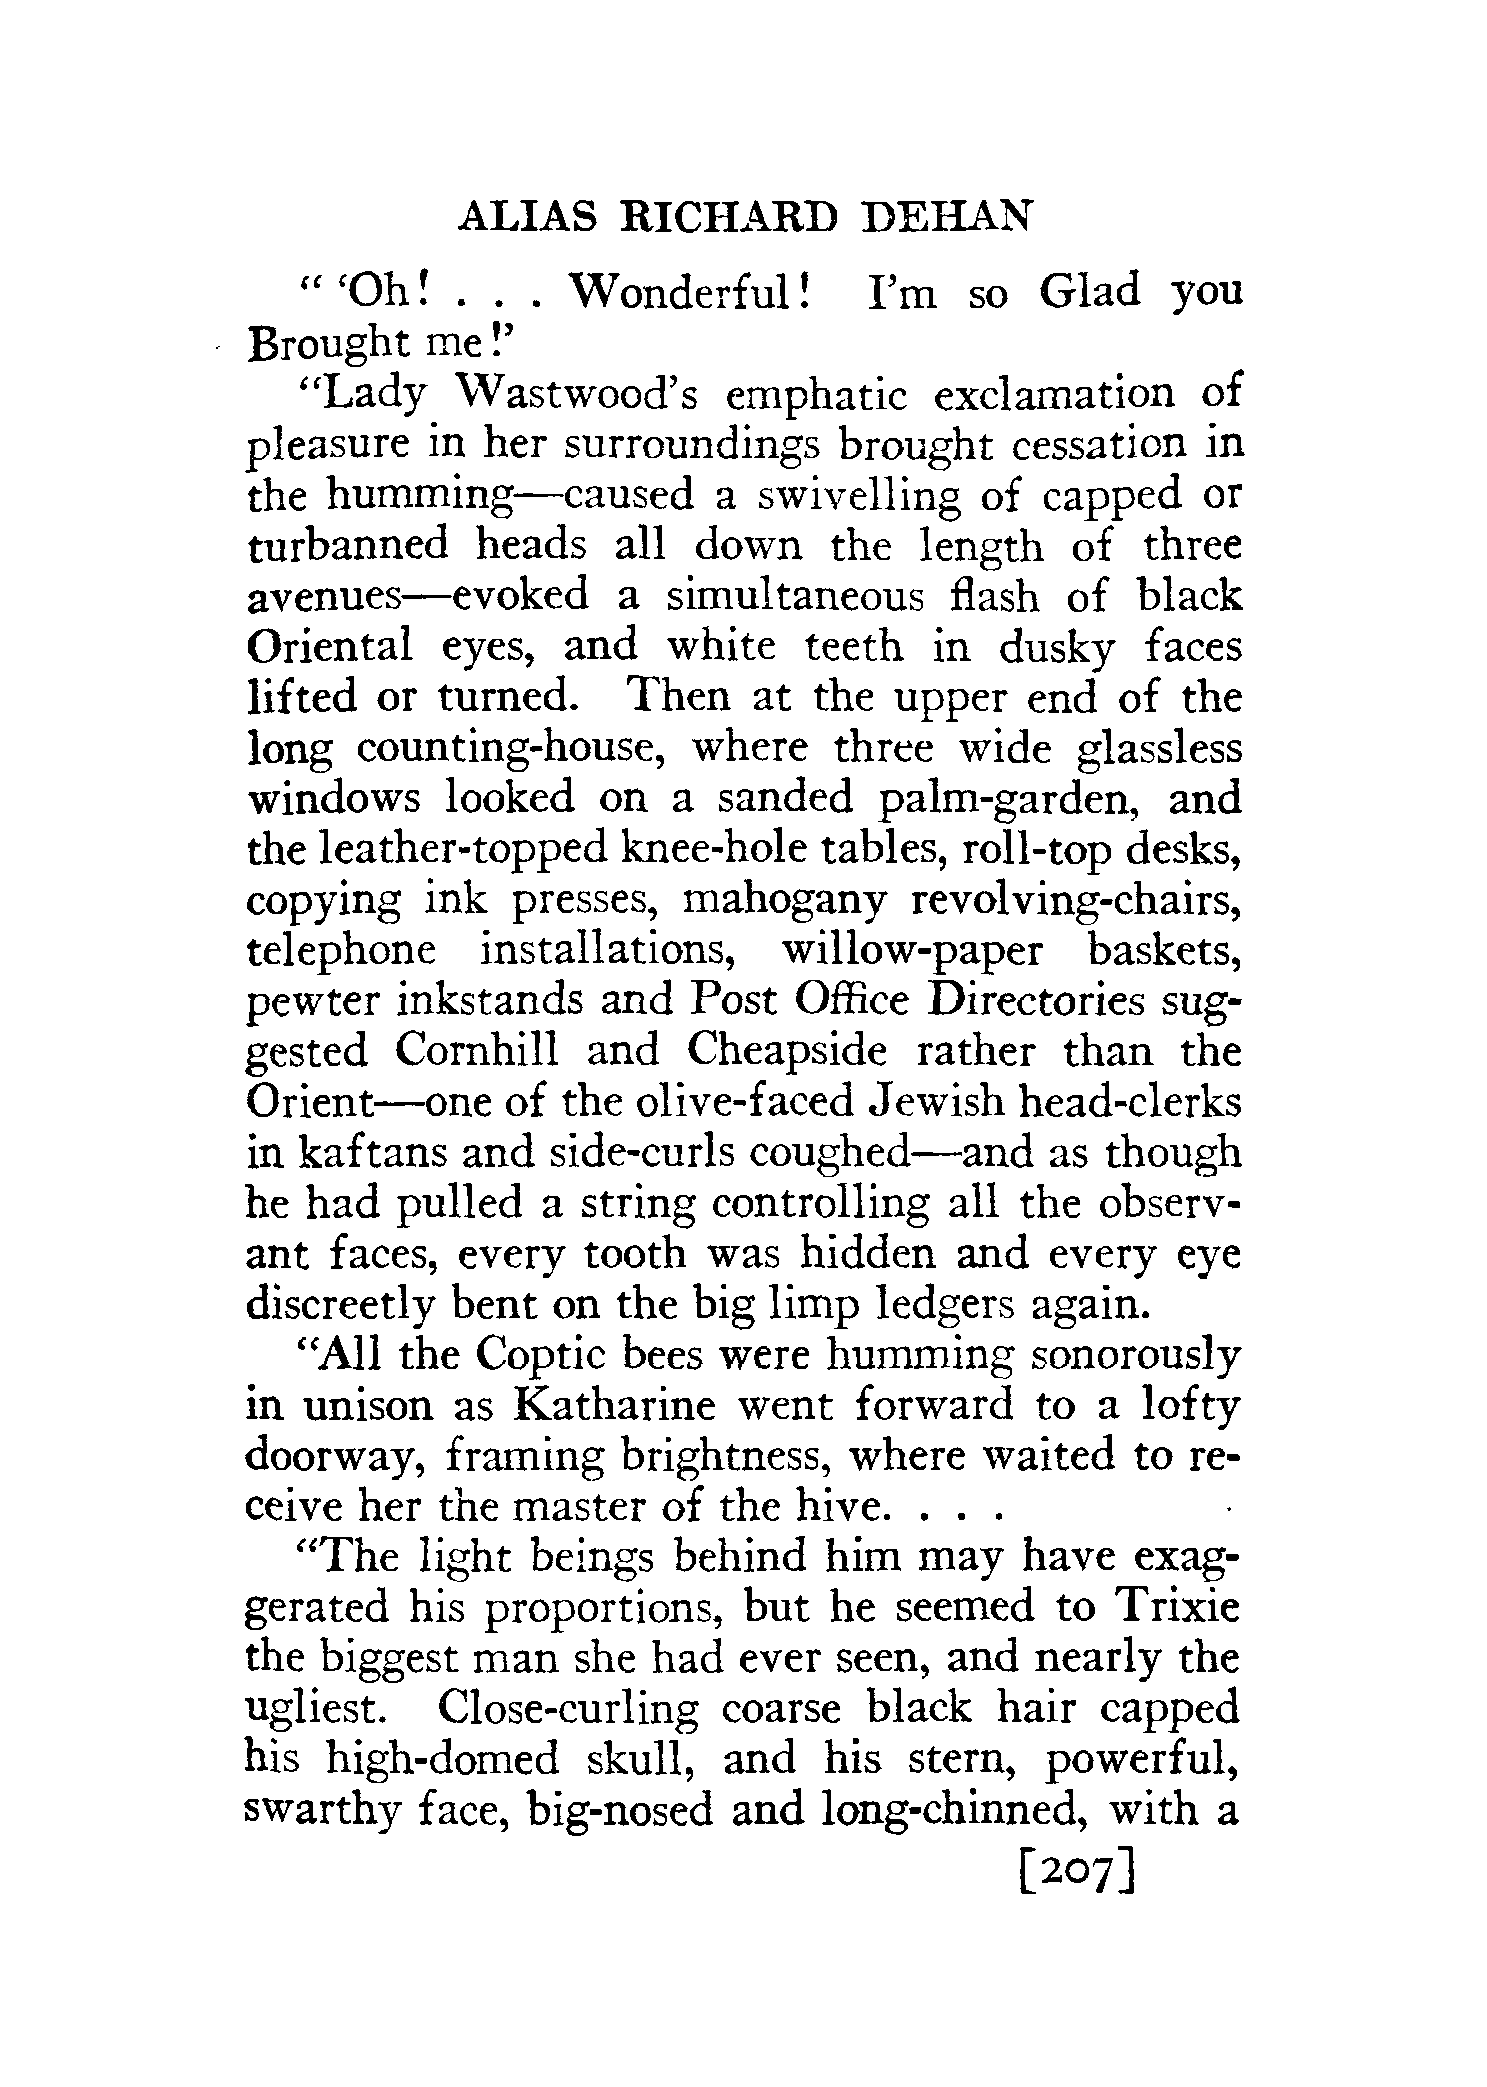 ALIAS RICHARD DEHAN
" 'Oh! . . . Wonderful! I'm so Glad you
Brought me!'
"Lady Wastwood's emphatic exclamation of
pleasure in her surroundings brought cessation in
the humming—caused a swivelling of capped or
turbanned heads all down the length of three
avenues—evoked a simultaneous flash of black
Oriental eyes, and white teeth in dusky faces
lifted or turned. Then at the upper end of the
long counting-house, where three wide glassless
windows looked on a sanded palm-garden, and
the leather-topped knee-hole tables, roll-top desks,
copying ink presses, mahogany revolving-chairs,
telephone installations, willow-paper baskets,
pewter inkstands and Post Office Directories sug-
gested Cornhill and Cheapside rather than the
Orient—one of the olive-faced Jewish head-clerks
in kaftans and side-curls coughed—and as though
he had pulled a string controlling all the observ-
ant faces, every tooth was hidden and every eye
discreetly bent on the big limp ledgers again.
"All the Coptic bees were humming sonorously
in unison as Katharine went forward to a lofty
doorway, framing brightness, where waited to re-
ceive her the master of the hive. . . .
"The light beings behind him may have exag-
gerated his proportions, but he seemed to Trixie
the biggest man she had ever seen, and nearly the
ugliest. Close-curling coarse black hair capped
his high-domed skull, and his stern, powerful,
swarthy face, big-nosed and long-chinned, with a
[207]